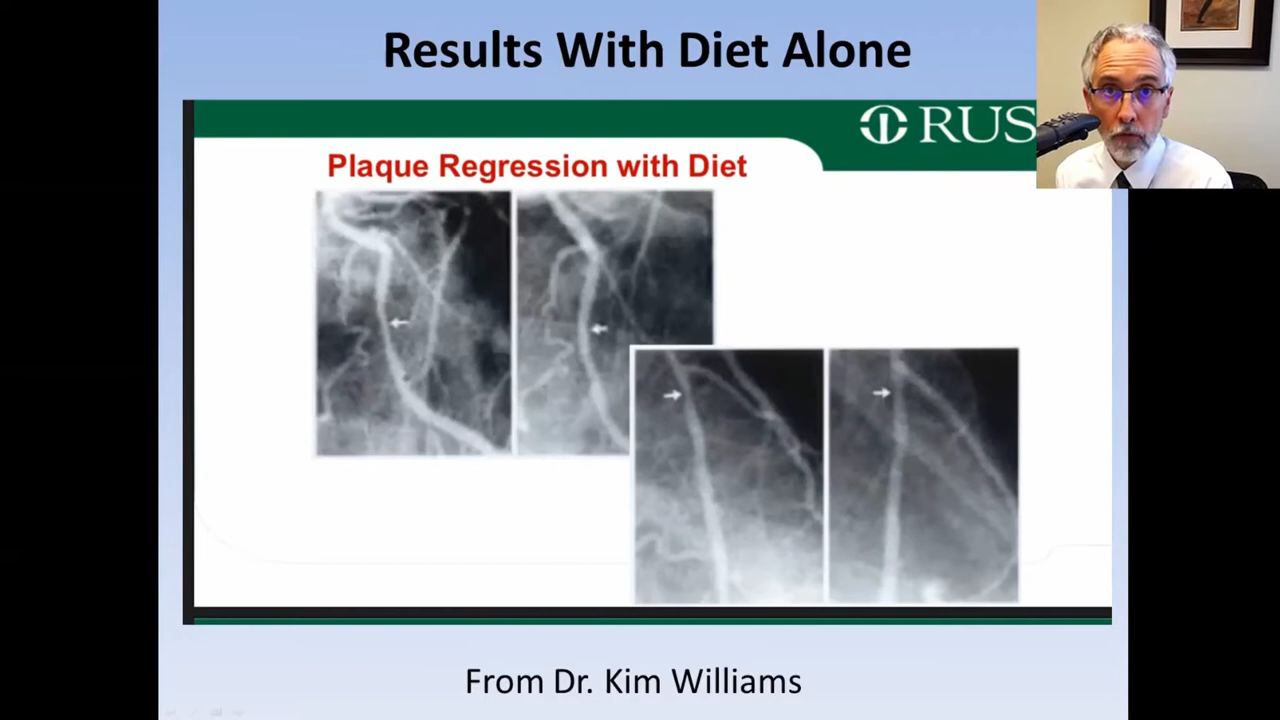 Results With Diet Alone
RUS
Plaque Regression with Diet
From Dr. Kim Williams